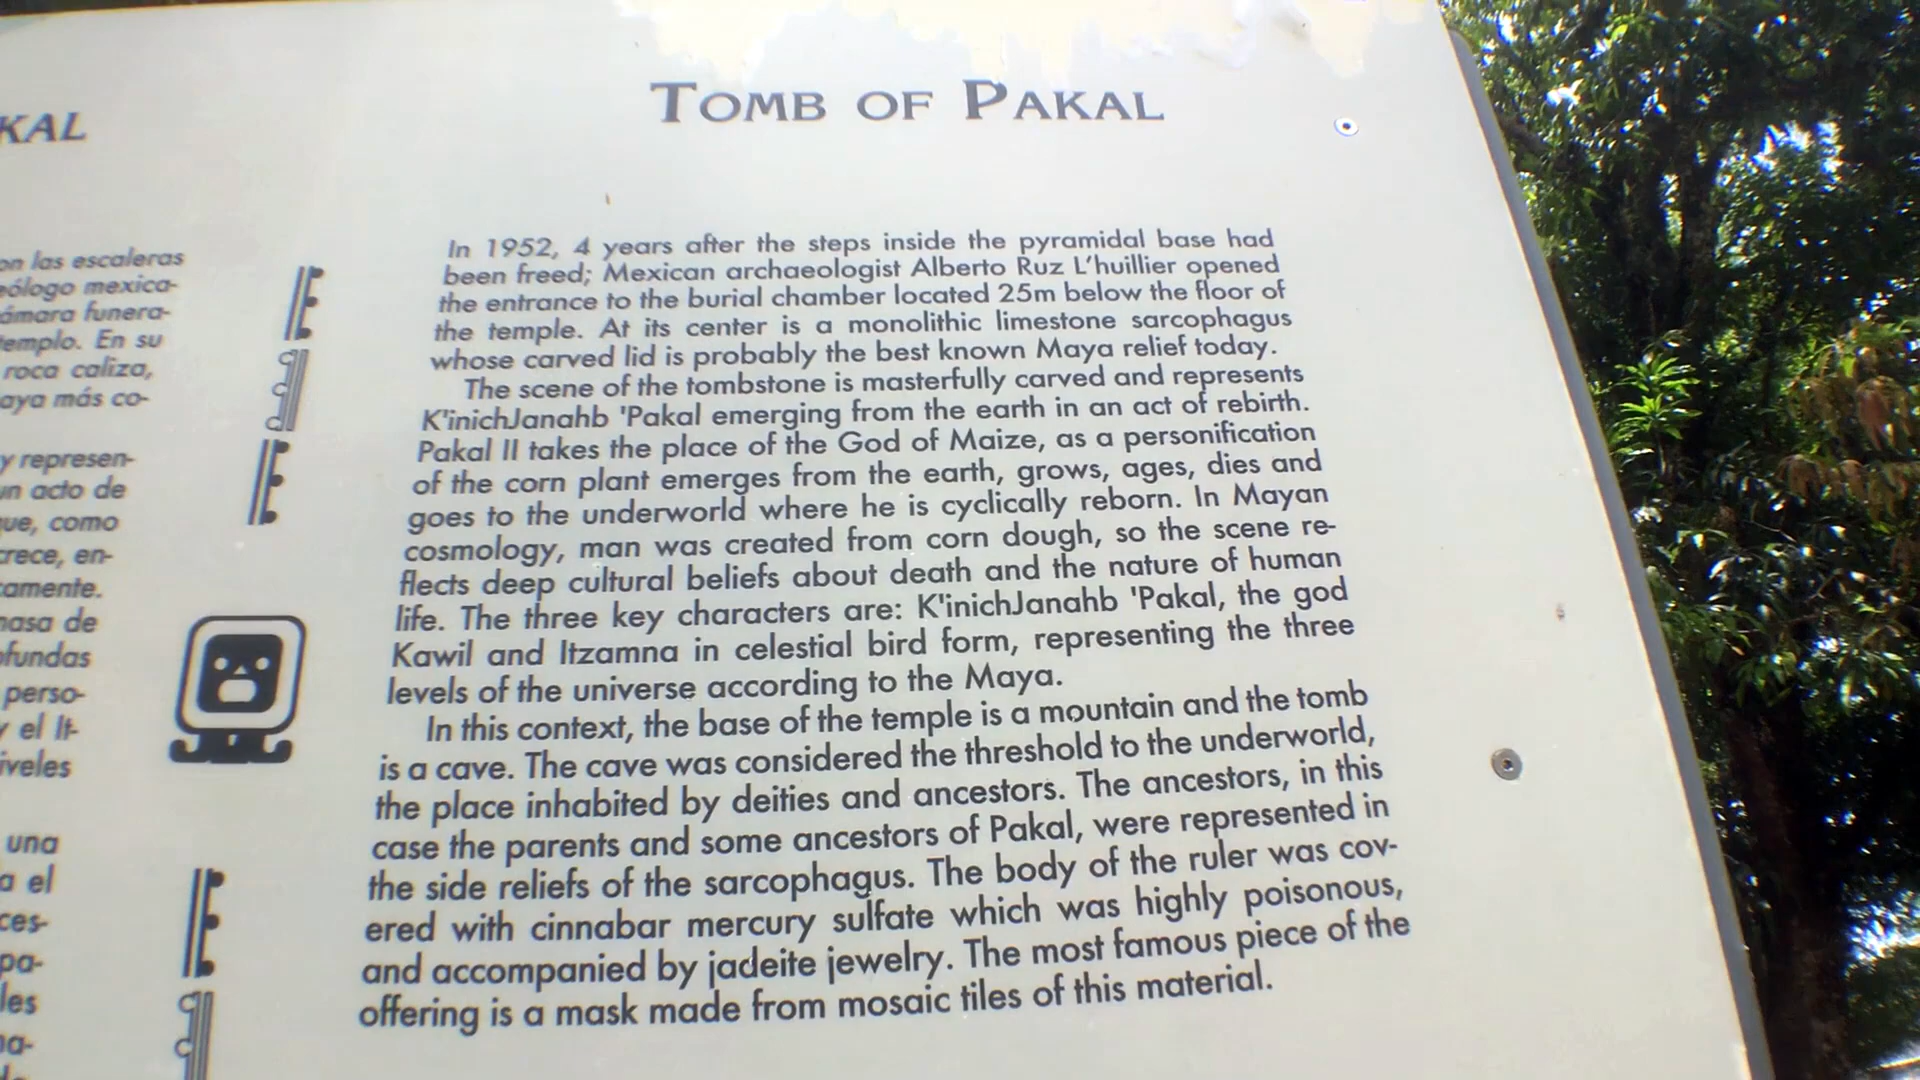 KAL
on las escaleras
eólogo mexica-
ámara funera-
templo. En su
roca caliza,
aya más co-
y represen-
un acto de
que, como
crece, en-
camente.
masa de
ofundas
perso-
y el It-
iveles
una
a el
ces-
pa-
les
na-
TOMB OF PAKAL
In 1952, 4 years after the steps inside the pyramidal base had
been freed; Mexican archaeologist Alberto Ruz L'huillier opened
the entrance to the burial chamber located 25m below the floor of
the temple. At its center is a monolithic limestone sarcophagus
whose carved lid is probably the best known Maya relief today.
The scene of the tombstone is masterfully carved and represents
K'inichJanahb 'Pakal emerging from the earth in an act of rebirth.
Pakal II takes the place of the God of Maize, as a personification
of the corn plant emerges from the earth, grows, ages, dies and
goes to the underworld where he is cyclically reborn. In Mayan
cosmology, man was created from corn dough, so the scene re-
flects deep cultural beliefs about death and the nature of human
life. The three key characters are: K'inichJanahb 'Pakal, the god
Kawil and Itzamna in celestial bird form, representing the three
levels of the universe according to the Maya.
In this context, the base of the temple is a mountain and the tomb
is a cave. The cave was considered the threshold to the underworld,
the place inhabited by deities and ancestors. The ancestors, in this
case the parents and some ancestors of Pakal, were represented in
the side reliefs of the sarcophagus. The body of the ruler was cov-
ered with cinnabar mercury sulfate which was highly poisonous,
and accompanied by jadeite jewelry. The most famous piece of the
offering is a mask made from mosaic tiles of this material.